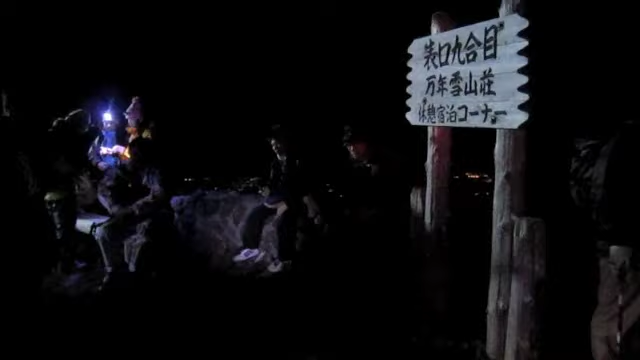 表口九合目
万年雪山荘
休憩宿泊コーナー